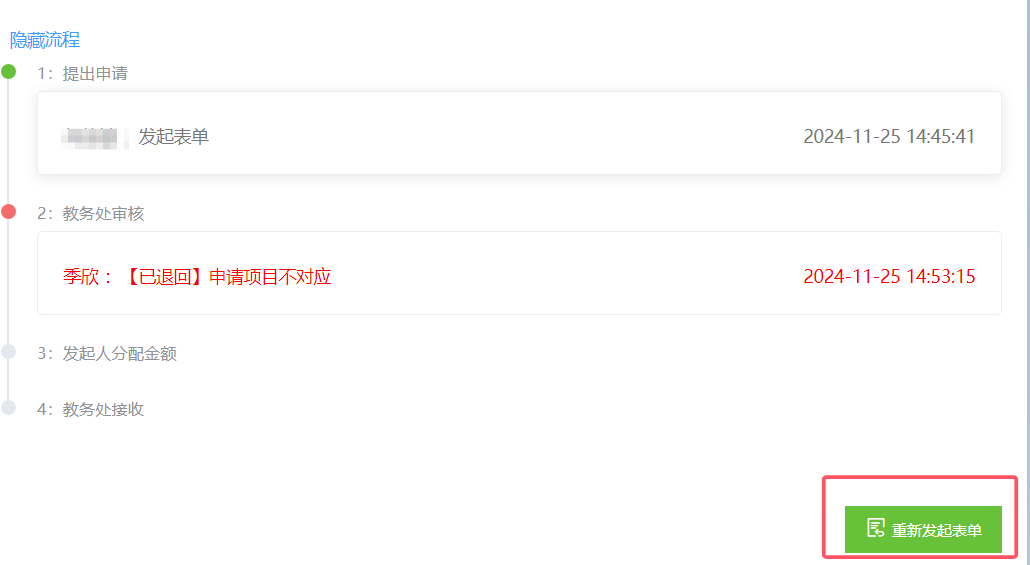 隐藏流程
1：提出申请
发起表单 2024-11-25 14:45:41
2：教务处审核
季欣：【已退回】申请项目不对应 2024-11-25 14:53:15
3：发起人分配金额
4：教务处接收
重新发起表单